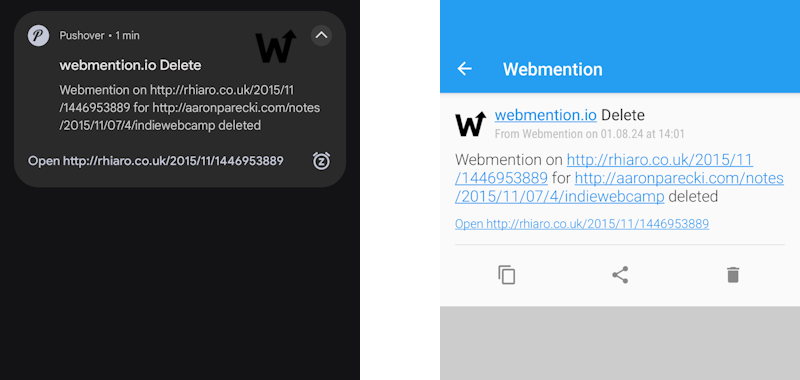 Pushover • 1 min
webmention.io Delete
Webmention on http://rhiaro.co.uk/2015/11
/1446953889 for http://aaronparecki.com/notes
/2015/11/07/4/indiewebcamp deleted
Open http://rhiaro.co.uk/2015/11/1446953889
Webmention
webmention.io Delete
From Webmention on 01.08.24 at 14:01
Webmention on http://rhiaro.co.uk/2015/11
/1446953889 for http://aaronparecki.com/notes
/2015/11/07/4/indiewebcamp deleted
Open http://rhiaro.co.uk/2015/11/1446953889